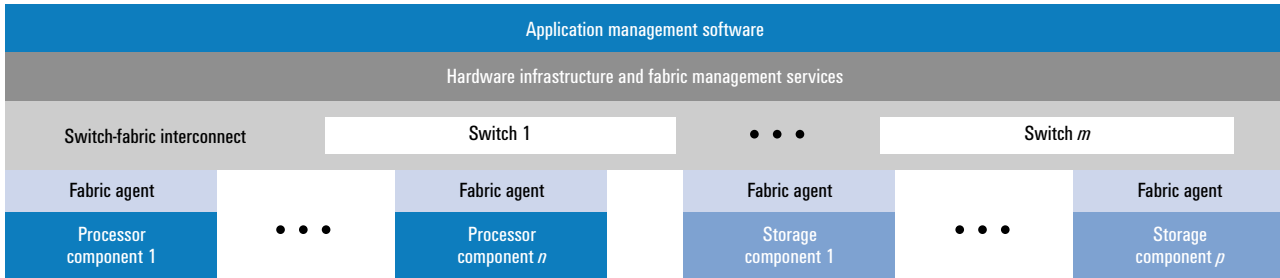 Application management software
Hardware infrastructure and fabric management services
Switch-fabric interconnect
Switch 1
• • •
Switch m
Fabric agent
Fabric agent
Fabric agent
Fabric agent
Processor
component 1
• • •
Processor
component n
Storage
component 1
• • •
Storage
component p